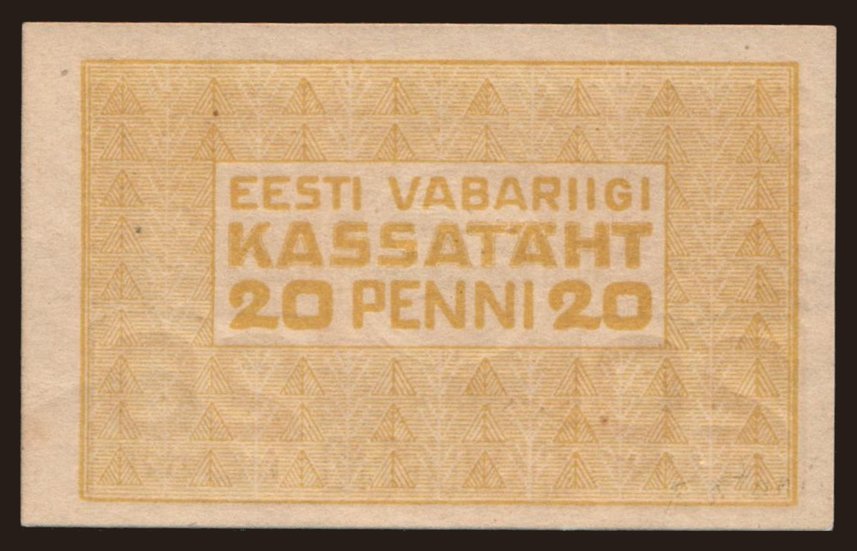 EESTI VABARIIGI
KASSATÄHT
20 PENNI 20